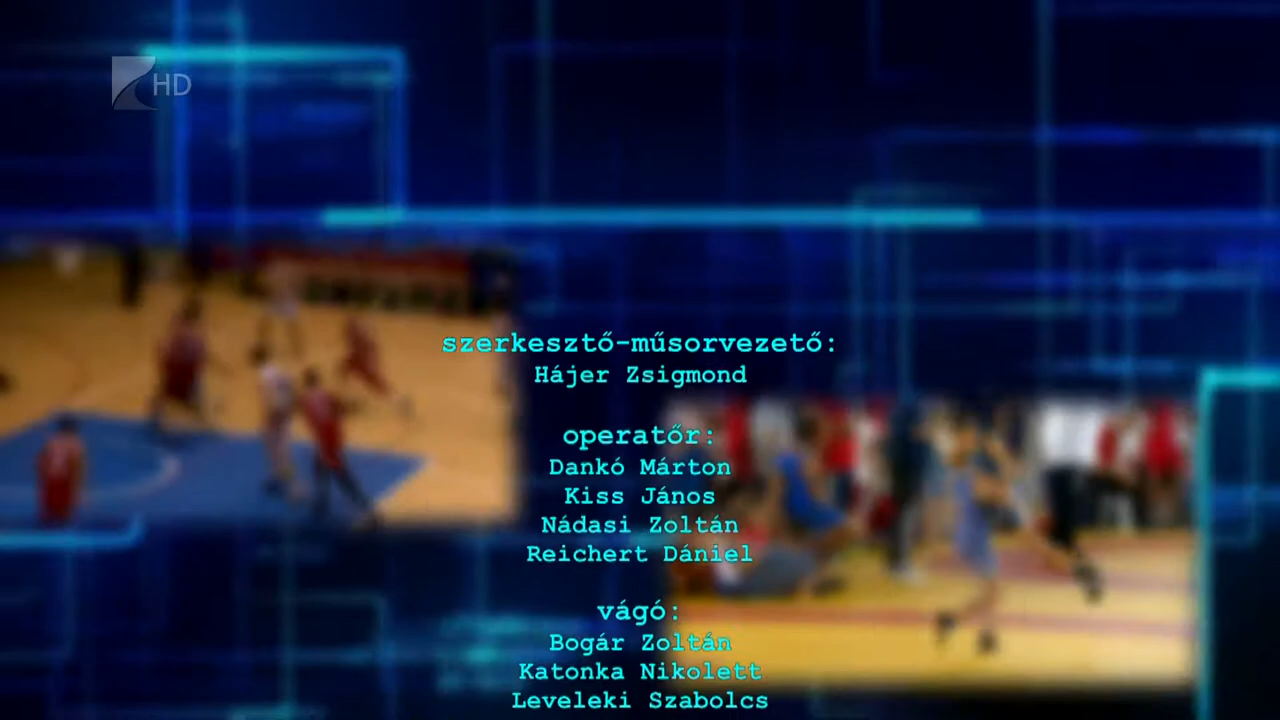 HD
szerkesztő-műsorvezető:
Hájer Zsigmond
operatőr:
Dankó Márton
Kiss János
Nádasi Zoltán
Reichert Dániel
vágó:
Bogár Zoltán
Katonka Nikolett
Leveleki Szabolcs